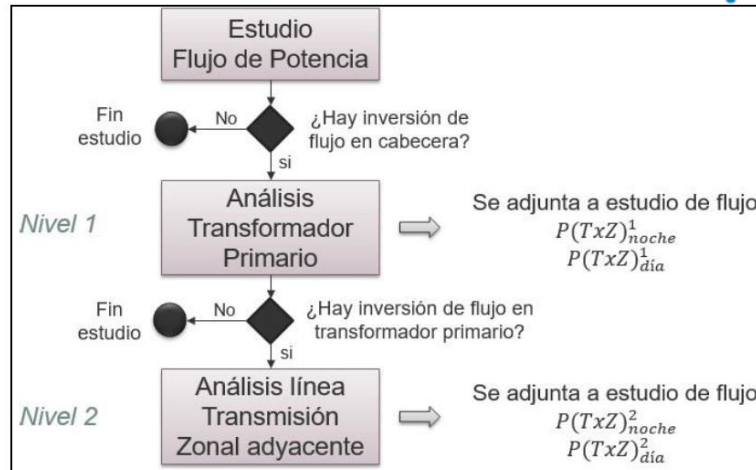 Estudio
Flujo de Potencia
Fin
estudio
No
¿Hay inversión de
flujo en cabecera?
si
Nivel 1
Análisis
Transformador
Primario
Se adjunta a estudio de flujo
P(TxZ)¹noche
P(TxZ)¹día
Fin
estudio
No
¿Hay inversión de flujo en
transformador primario?
si
Nivel 2
Análisis línea
Transmisión
Zonal adyacente
Se adjunta a estudio de flujo
P(TxZ)²noche
P(TxZ)²día